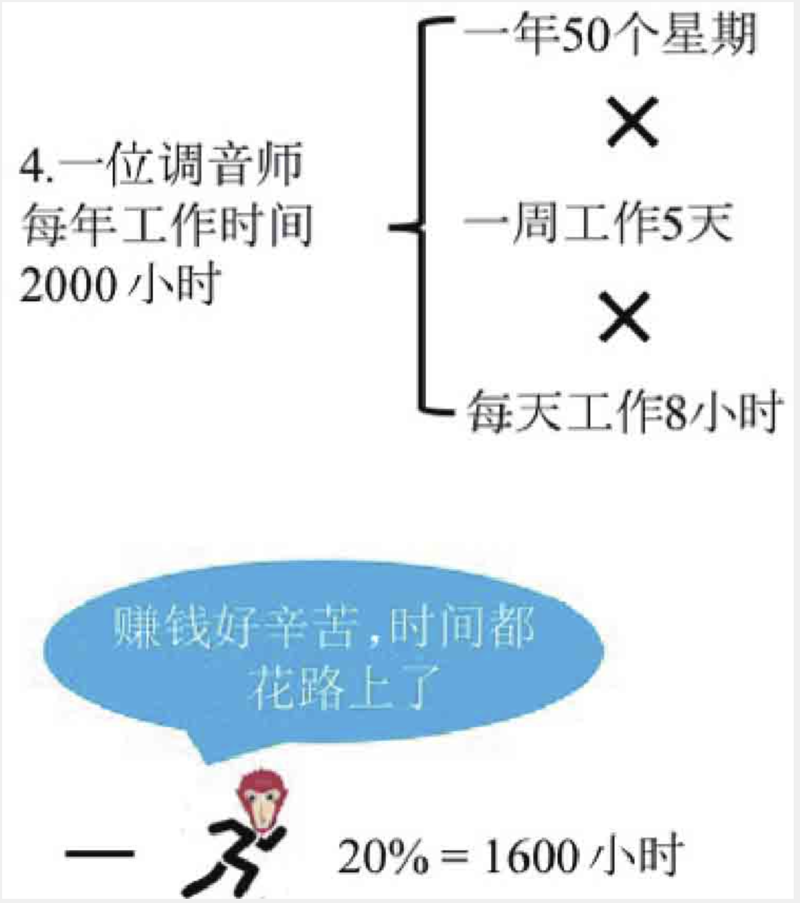 4.一位调音师
每年工作时间
2000小时
一年50个星期
×
一周工作5天
×
每天工作8小时
赚钱好辛苦,时间都
花路上了
— 20% = 1600小时